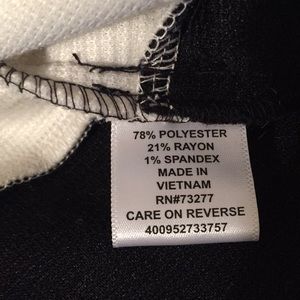 78% POLYESTER
21% RAYON
1% SPANDEX
MADE IN
VIETNAM
RN#73277
CARE ON REVERSE
400952733757